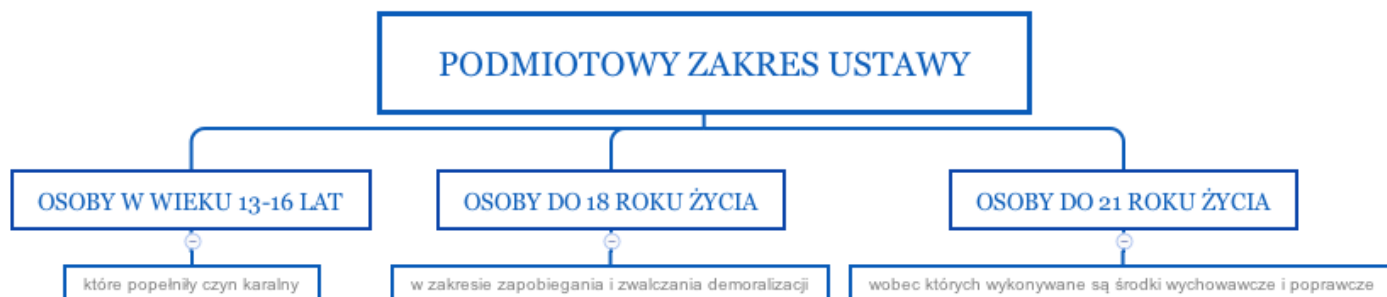 PODMIOTOWY ZAKRES USTAWY
OSOBY W WIEKU 13-16 LAT
OSOBY DO 18 ROKU ŻYCIA
OSOBY DO 21 ROKU ŻYCIA
które popełniły czyn karalny
w zakresie zapobiegania i zwalczania demoralizacji
wobec których wykonywane są środki wychowawcze i poprawcze